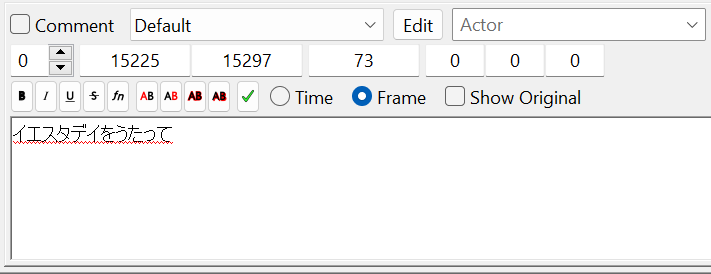 Comment Default Edit Actor
0 15225 15297 73 0 0 0
B I U S fn AB AB AB AB Time Frame Show Original
イエスタデイをうたって